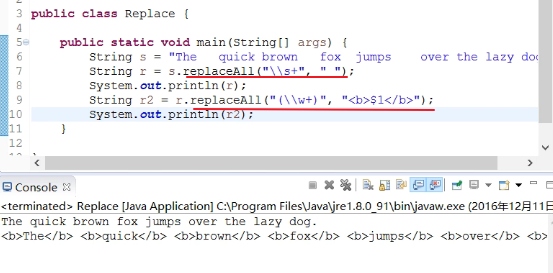 3 public class Replace {
4
5 public static void main(String[] args) {
6 String s = "The   quick brown   fox  jumps    over the lazy dog
7 String r = s.replaceAll("\\s+", " ");
8 System.out.println(r);
9 String r2 = r.replaceAll("(\\w+)", "<b>$1</b>");
10 System.out.println(r2);
11 }
12
Console
<terminated> Replace [Java Application] C:\Program Files\Java\jre1.8.0_91\bin\javaw.exe (2016年12月11日
The quick brown fox jumps over the lazy dog.
<b>The</b> <b>quick</b> <b>brown</b> <b>fox</b> <b>jumps</b> <b>over</b> <b>